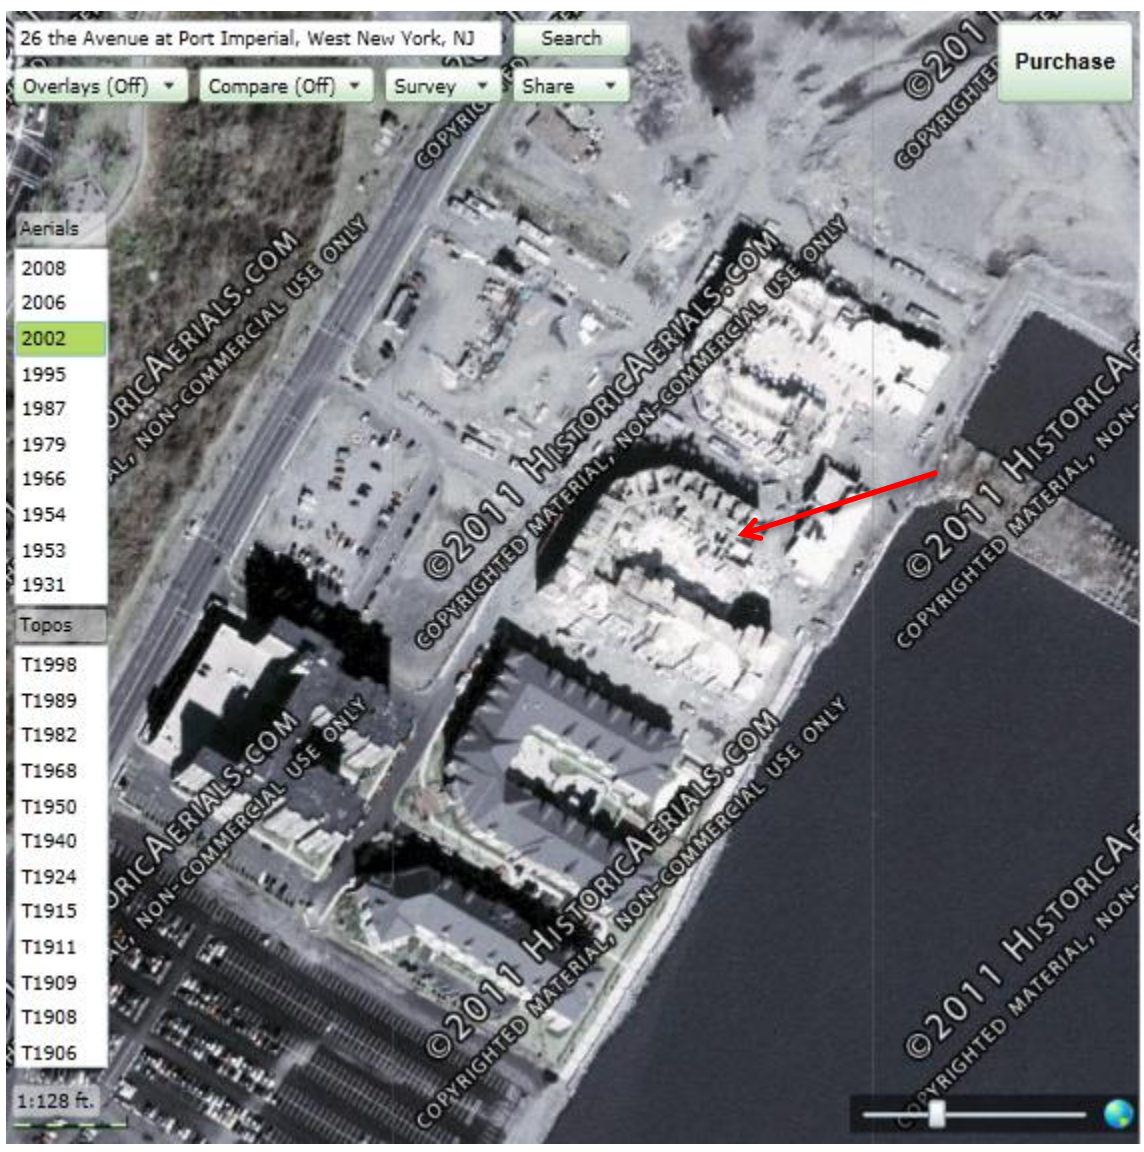 26 the Avenue at Port Imperial, West New York, NJ
Search
Purchase
Overlays (Off)
Compare (Off)
Survey
Share
Aerials
2008
2006
2002
1995
1987
1979
1966
1954
1953
1931
Topos
T1998
T1989
T1982
T1968
T1950
T1940
T1924
T1915
T1911
T1909
T1908
T1906
1:128 ft.
©2011 HISTORICAERIALS.COM
COPYRIGHTED MATERIAL, NON-COMMERCIAL USE ONLY
©2011 HISTORICAERIALS.COM
COPYRIGHTED MATERIAL, NON-COMMERCIAL USE ONLY